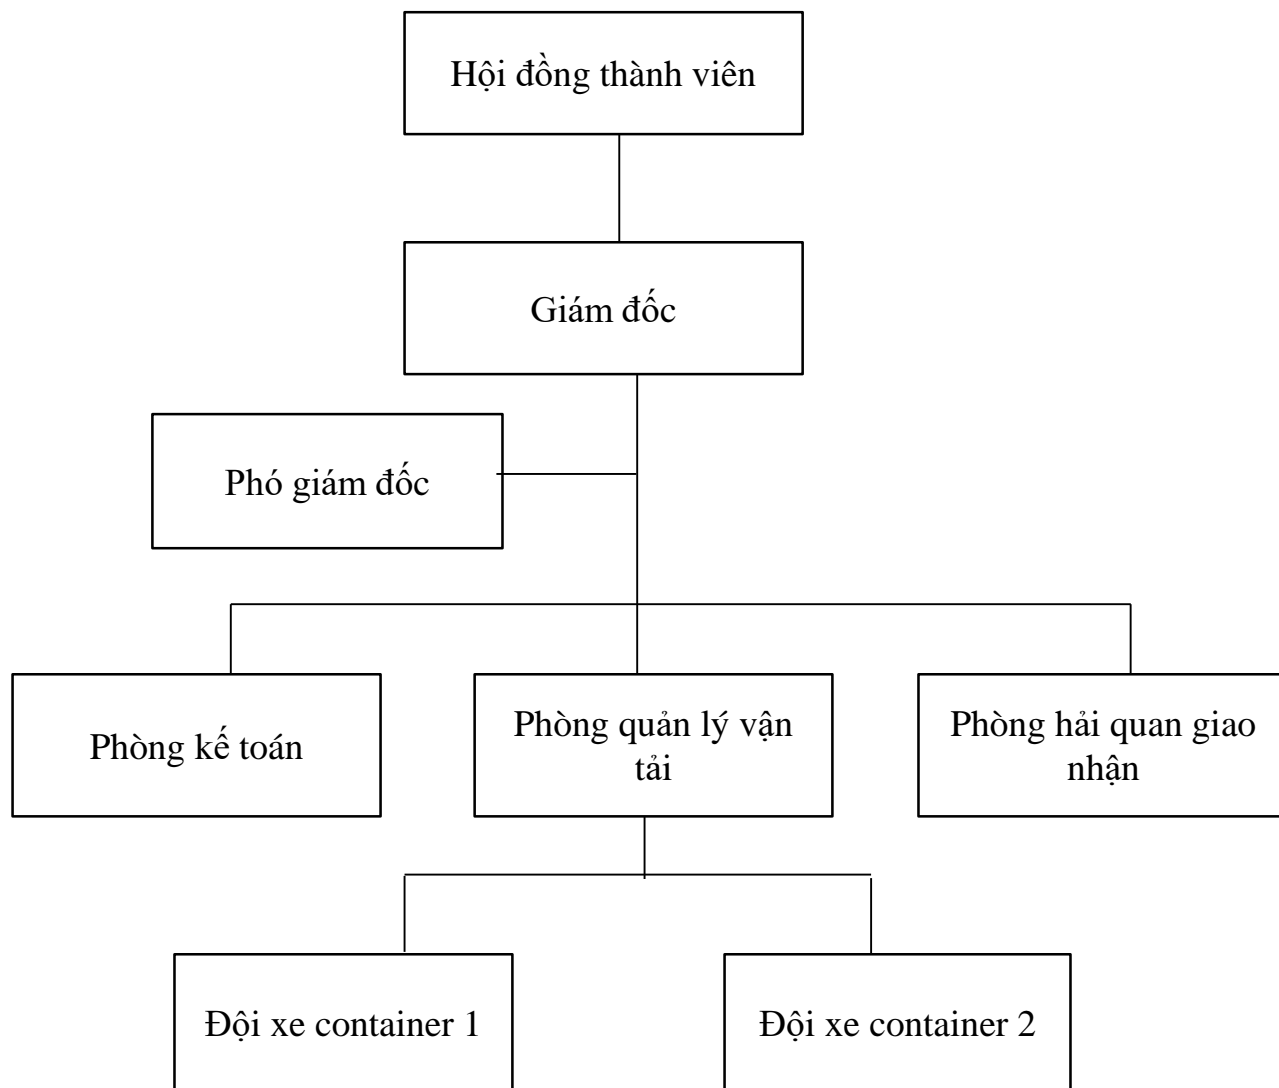 Hội đồng thành viên
Giám đốc
Phó giám đốc
Phòng kế toán
Phòng quản lý vận
tải
Phòng hải quan giao
nhận
Đội xe container 1
Đội xe container 2